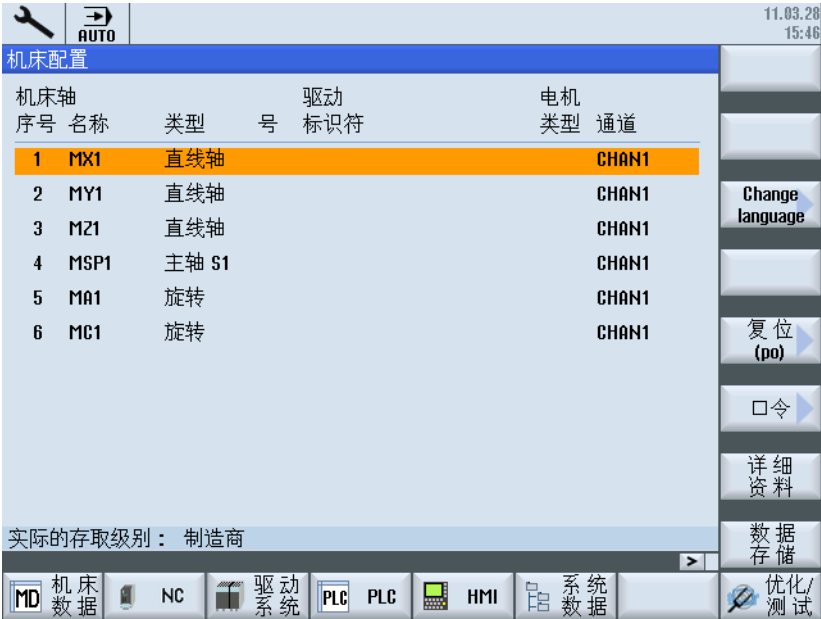 AUTO
11.03.28
15:46
机床配置
机床轴 驱动 电机
序号 名称 类型 号 标识符 类型 通道
1 MX1 直线轴 CHAN1
2 MY1 直线轴 CHAN1
3 MZ1 直线轴 CHAN1
4 MSP1 主轴 S1 CHAN1
5 MA1 旋转 CHAN1
6 MC1 旋转 CHAN1
Change
language
复位
(po)
口令
详细
资料
数据
存储
实际的存取级别： 制造商
>
MD 机床
数据
NC
驱动
系统
PLC PLC
HMI
系统
数据
优化/
测试